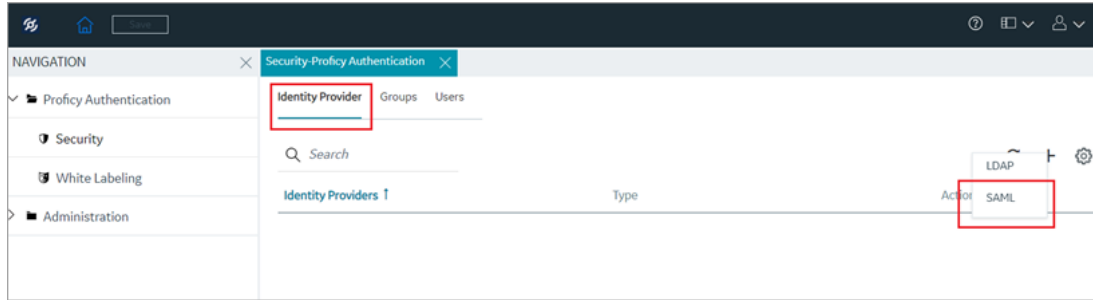 Save
NAVIGATION
Security-Proficy Authentication
Proficy Authentication
Identity Provider Groups Users
Security
Search
LDAP
White Labeling
Identity Providers ↑ Type Action
SAML
Administration